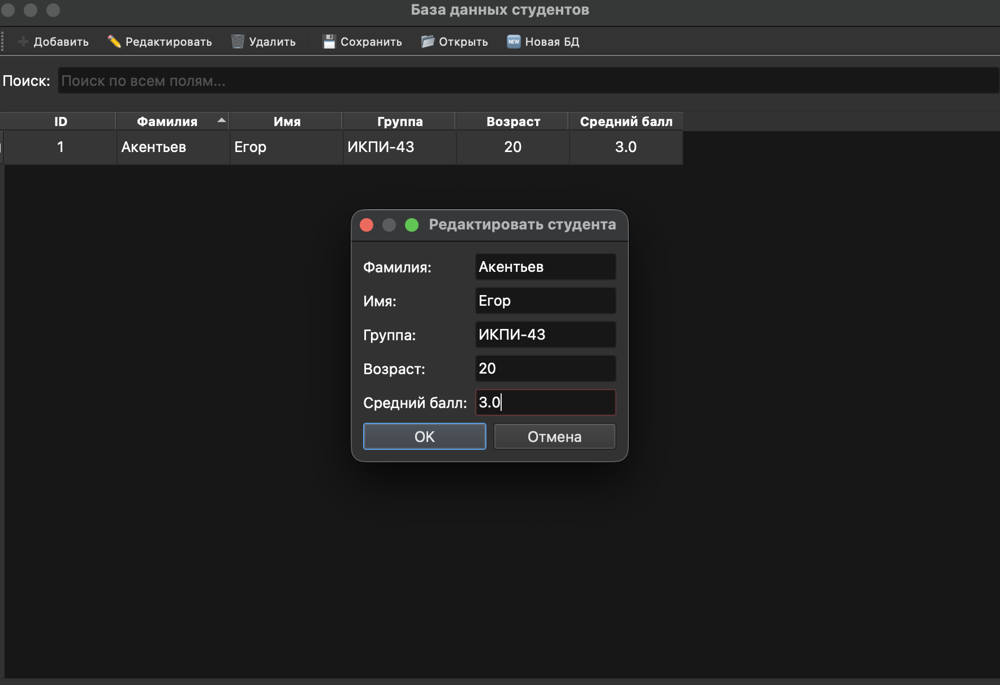 База данных студентов
Добавить Редактировать Удалить Сохранить Открыть NEW Новая БД
Поиск: Поиск по всем полям...
ID Фамилия Имя Группа Возраст Средний балл
1 Акентьев Егор ИКПИ-43 20 3.0
Редактировать студента
Фамилия: Акентьев
Имя: Егор
Группа: ИКПИ-43
Возраст: 20
Средний балл: 3.0
OK Отмена